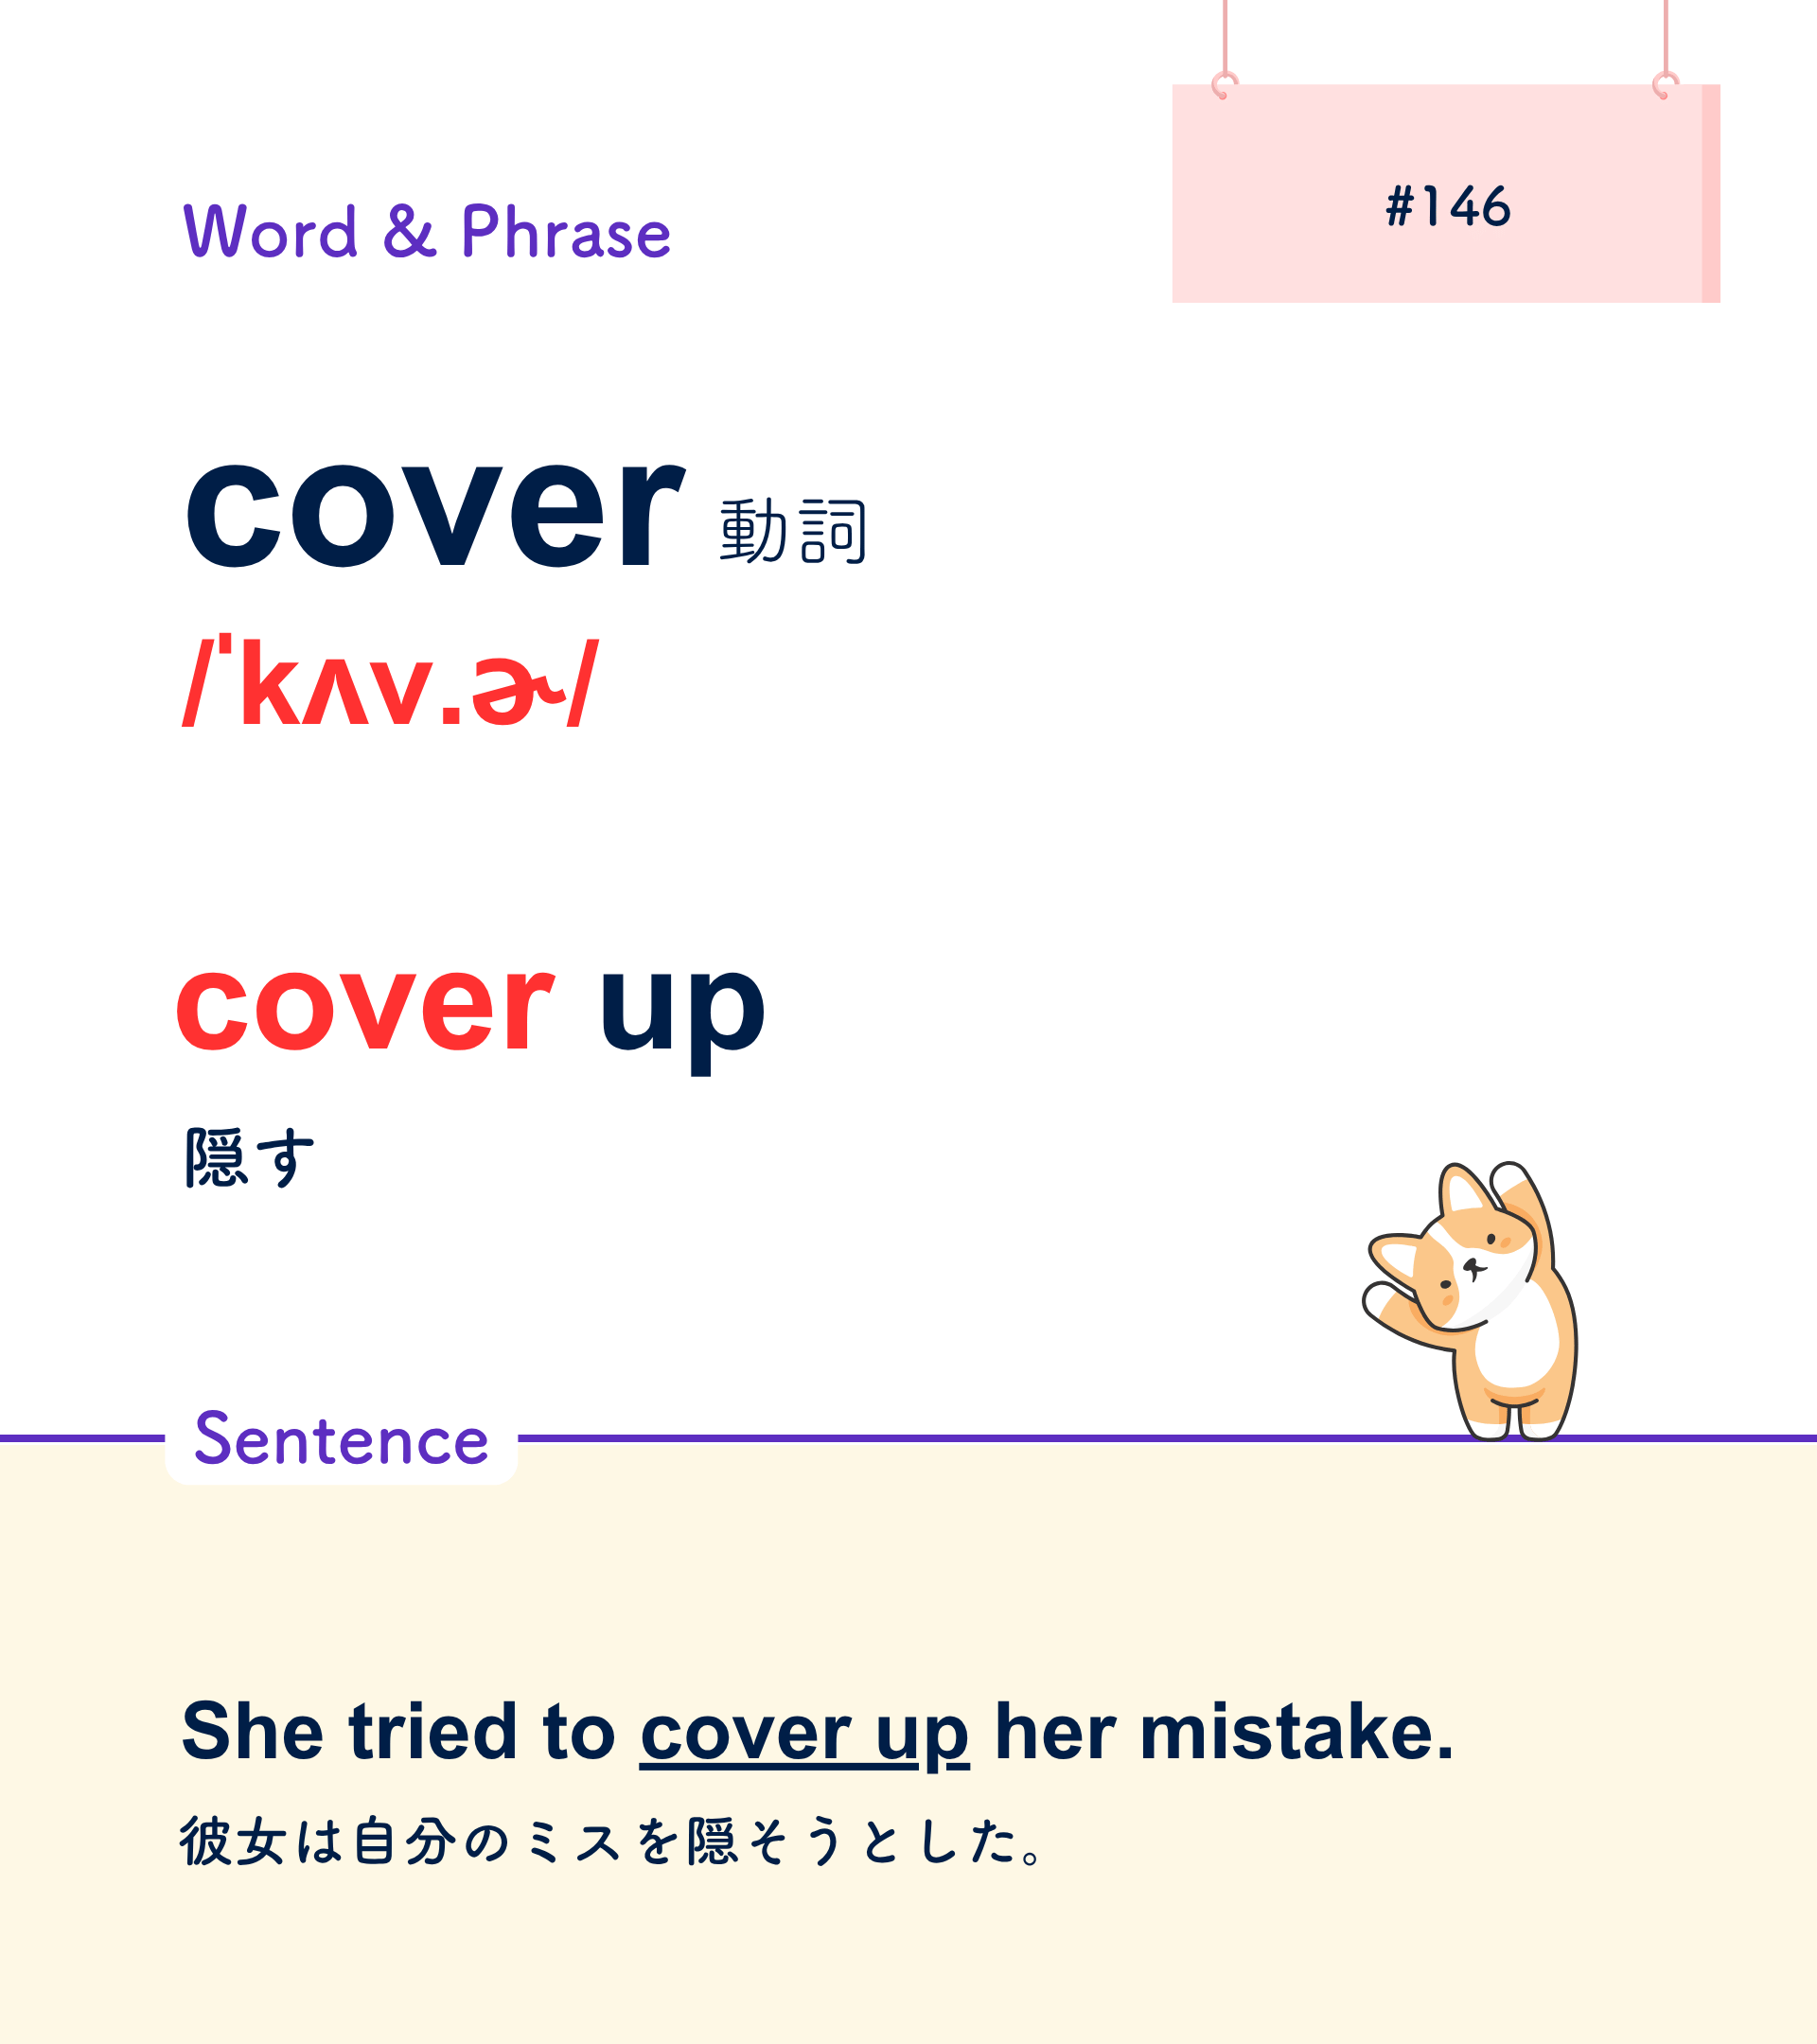 #146
Word & Phrase
cover 動詞
/ˈkʌv.ɚ/
cover up
隠す
Sentence
She tried to cover up her mistake.
彼女は自分のミスを隠そうとした。